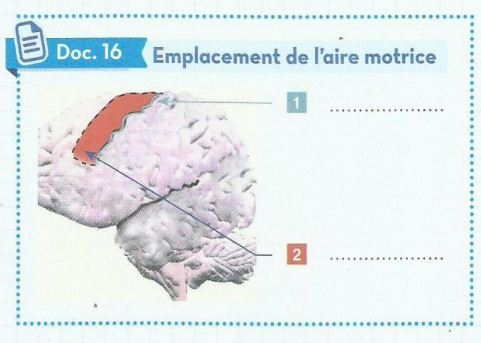 Doc. 16 Emplacement de l'aire motrice
1 ....................
2 ....................